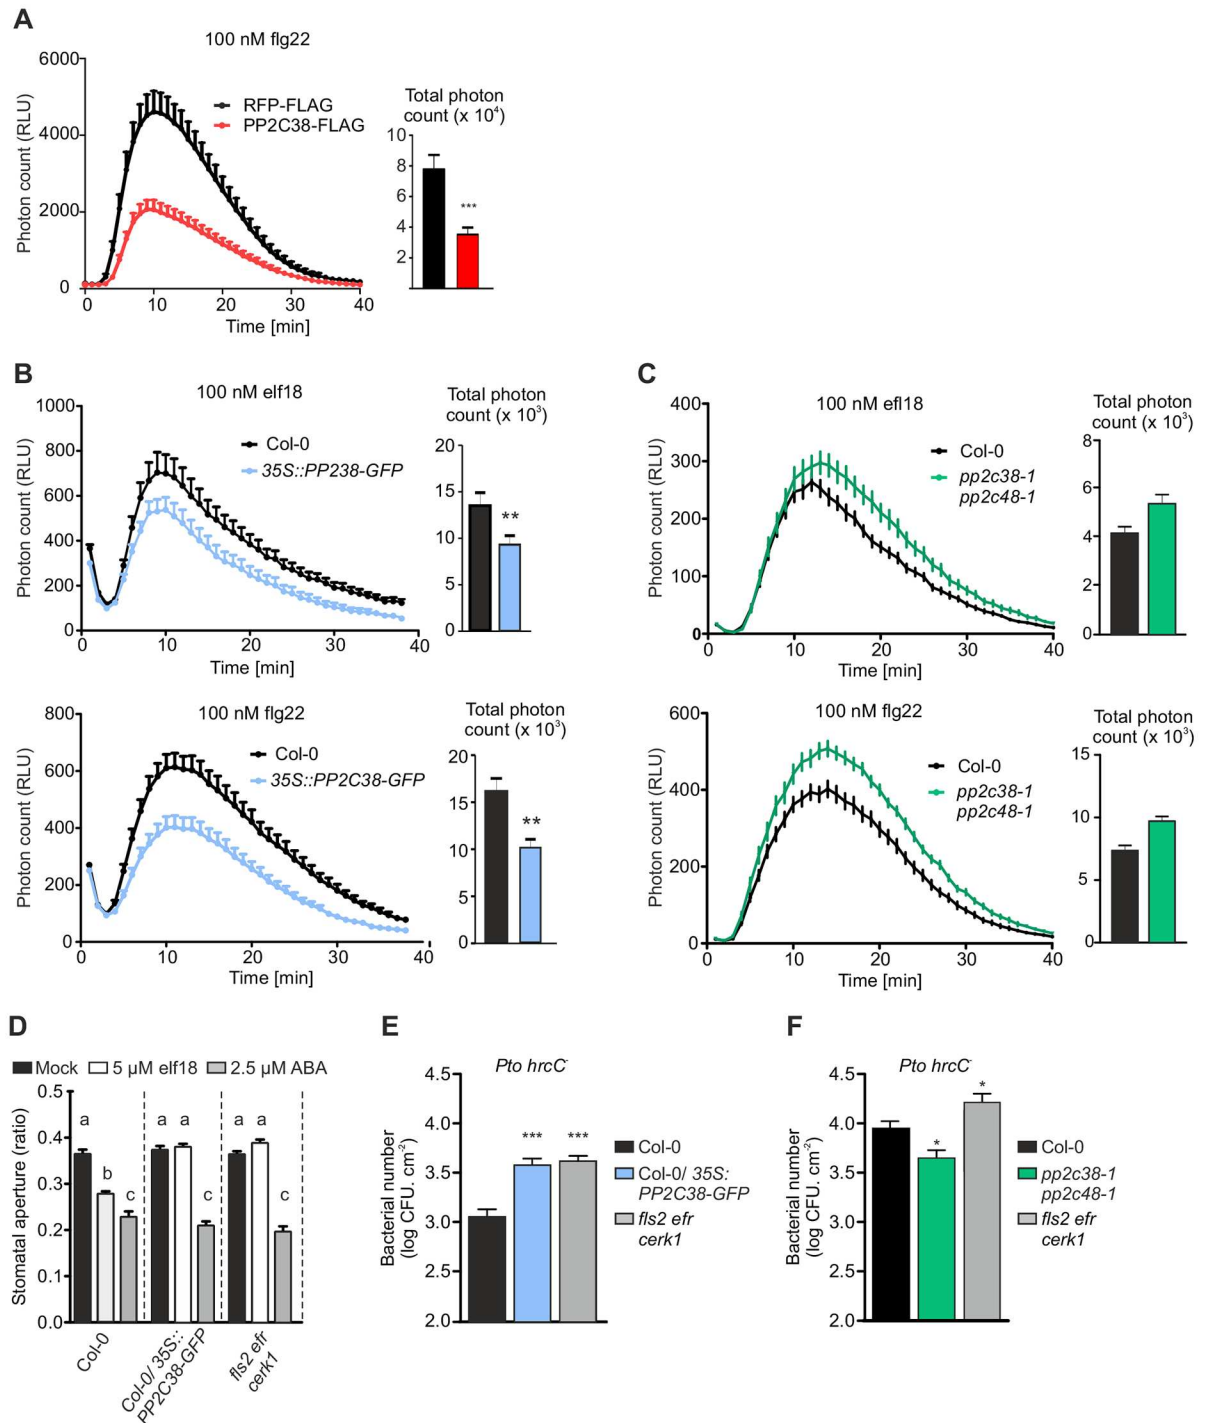 A
100 nM flg22
6000
4000
2000
0
Photon count (RLU)
RFP-FLAG
PP2C38-FLAG
0 10 20 30 40
Time [min]
Total photon
count (x 10⁴)
10
8
6
4
2
***
B
100 nM elf18
1000
800
600
400
200
0
Photon count (RLU)
Col-0
35S::PP238-GFP
0 10 20 30 40
Time [min]
Total photon
count (x 10³)
20
15
10
5
0
**
100 nM flg22
800
600
400
200
0
Photon count (RLU)
Col-0
35S::PP2C38-GFP
0 10 20 30 40
Time [min]
Total photon
count (x 10³)
20
15
10
5
0
**
C
100 nM efl18
400
300
200
100
0
Photon count (RLU)
Col-0
pp2c38-1
pp2c48-1
0 10 20 30 40
Time [min]
Total photon
count (x 10³)
8
6
4
2
0
100 nM flg22
600
400
200
0
Photon count (RLU)
Col-0
pp2c38-1
pp2c48-1
0 10 20 30 40
Time [min]
Total photon
count (x 10³)
15
10
5
0
D
Mock 5 µM elf18 2.5 µM ABA
0.5
0.4
0.3
0.2
0.1
0.0
Stomatal aperture (ratio)
a b c a a c a a c
Col-0
Col-0/ 35S::
PP2C38-GFP
fls2 efr
cerk1
E
Pto hrcC⁻
4.5
4.0
3.5
3.0
2.5
2.0
Bacterial number
(log CFU. cm⁻²)
*** ***
Col-0
Col-0/ 35S:
PP2C38-GFP
fls2 efr
cerk1
F
Pto hrcC⁻
4.5
4.0
3.5
3.0
2.5
2.0
Bacterial number
(log CFU. cm⁻²)
* *
Col-0
pp2c38-1
pp2c48-1
fls2 efr
cerk1